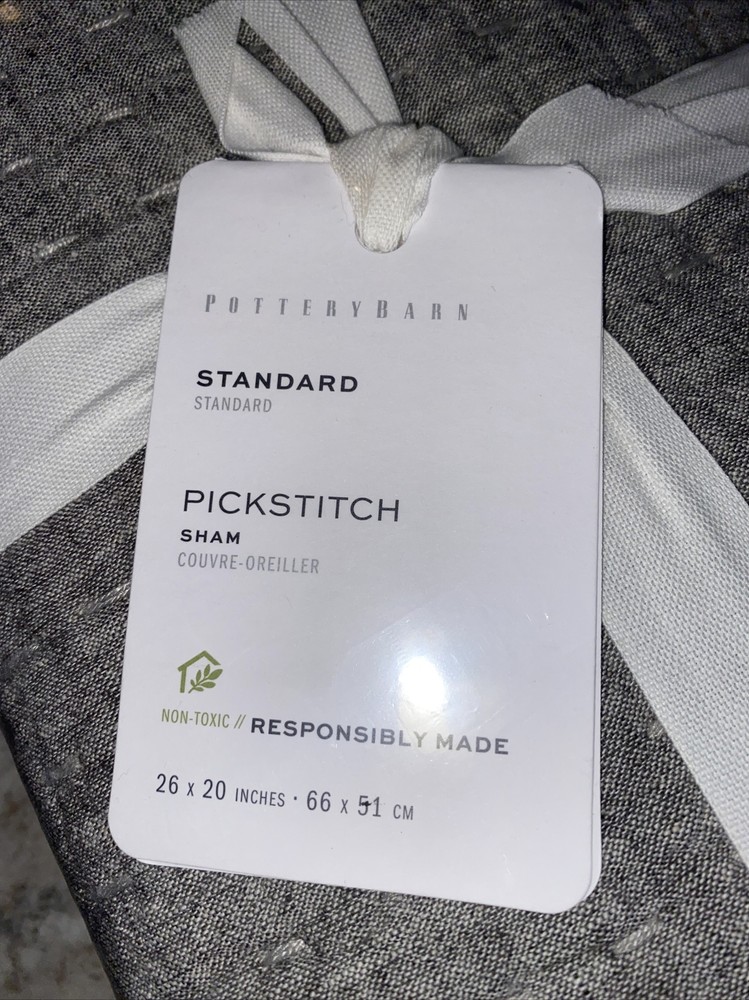 POTTERYBARN
STANDARD
STANDARD
PICKSTITCH
SHAM
COUVRE-OREILLER
NON-TOXIC // RESPONSIBLY MADE
26 x 20 INCHES · 66 x 51 CM